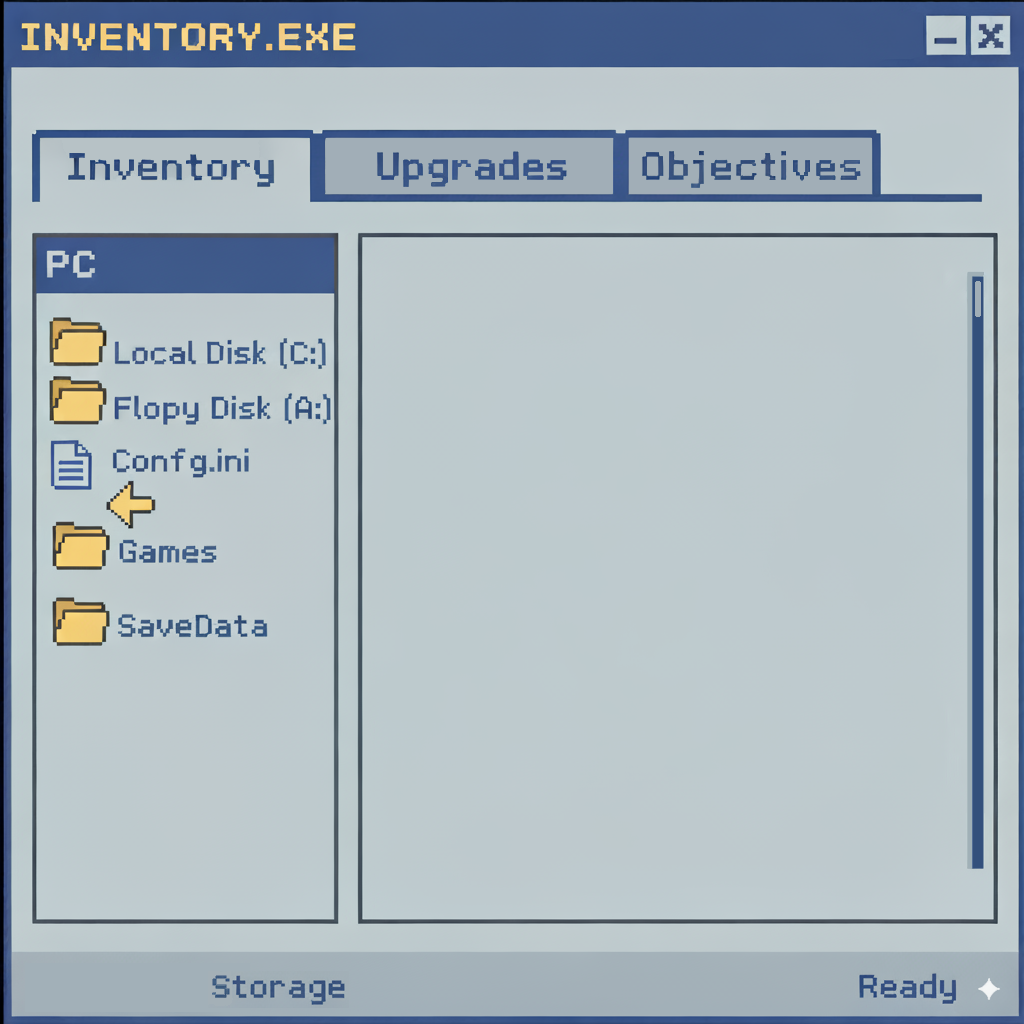 INVENTORY.EXE
Inventory Upgrades Objectives
PC
Local Disk (C:)
Flopy Disk (A:)
Confg.ini
Games
SaveData
Storage Ready